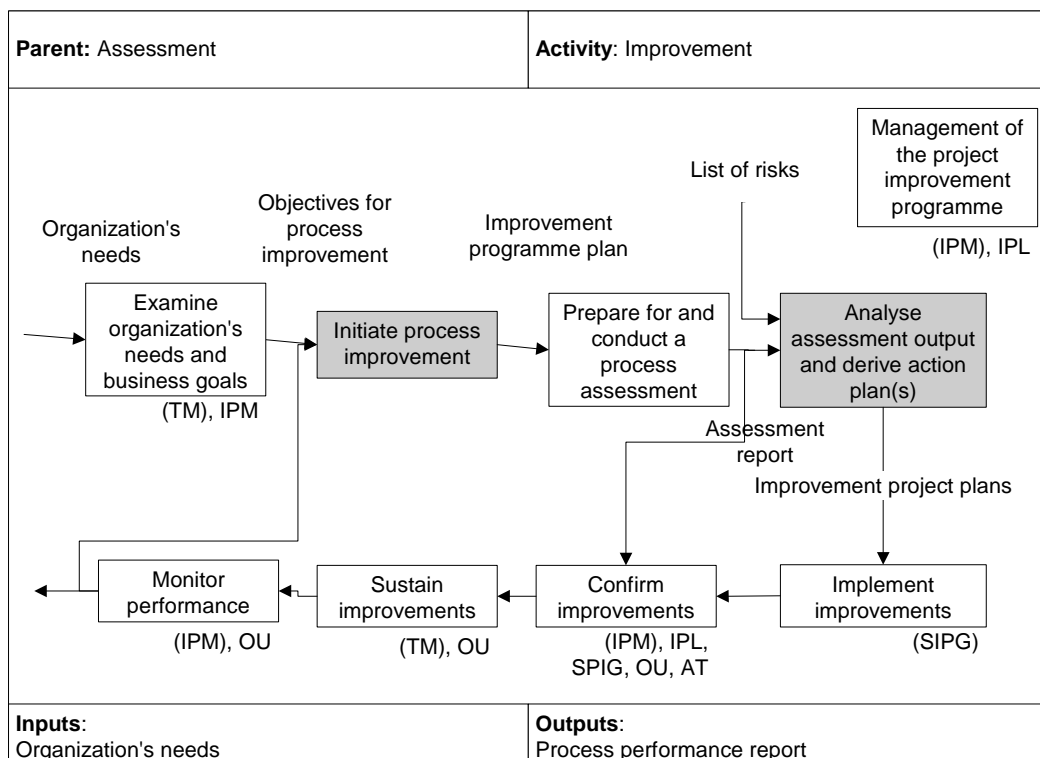 Parent: Assessment
Activity: Improvement
Management of
the project
improvement
programme
(IPM), IPL
List of risks
Organization's
needs
Objectives for
process
improvement
Improvement
programme plan
Examine
organization's
needs and
business goals
(TM), IPM
Initiate process
improvement
Prepare for and
conduct a
process
assessment
Analyse
assessment output
and derive action
plan(s)
Assessment
report
Improvement project plans
Monitor
performance
(IPM), OU
Sustain
improvements
(TM), OU
Confirm
improvements
(IPM), IPL,
SPIG, OU, AT
Implement
improvements
(SIPG)
Inputs:
Organization's needs
Outputs:
Process performance report